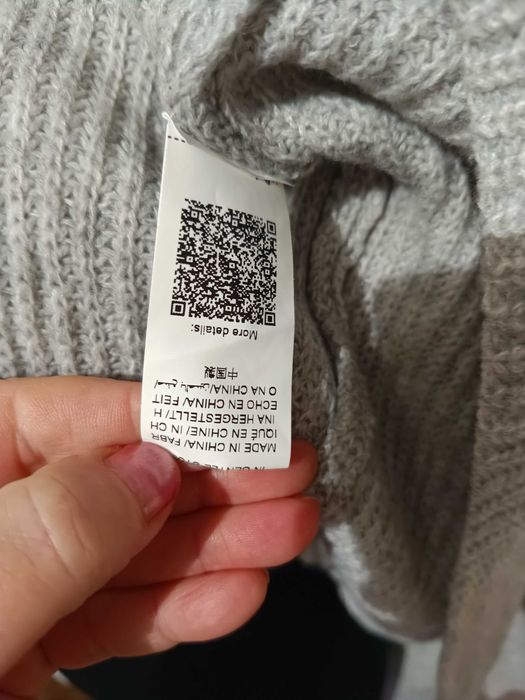 MADE IN CHINA/ FABR
IQUÉ EN CHINE/ IN CH
INA HERGESTELLT/ H
ECHO EN CHINA/ FEIT
O NA CHINA/
中国製
More details: